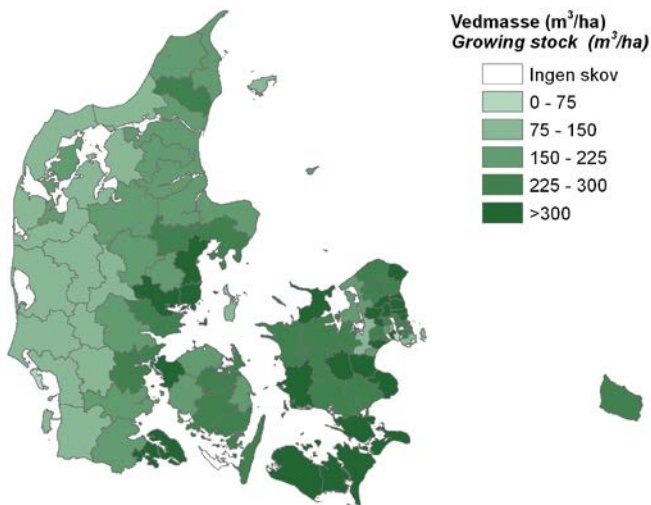 Vedmasse (m³/ha)
Growing stock (m³/ha)
Ingen skov
0 - 75
75 - 150
150 - 225
225 - 300
>300